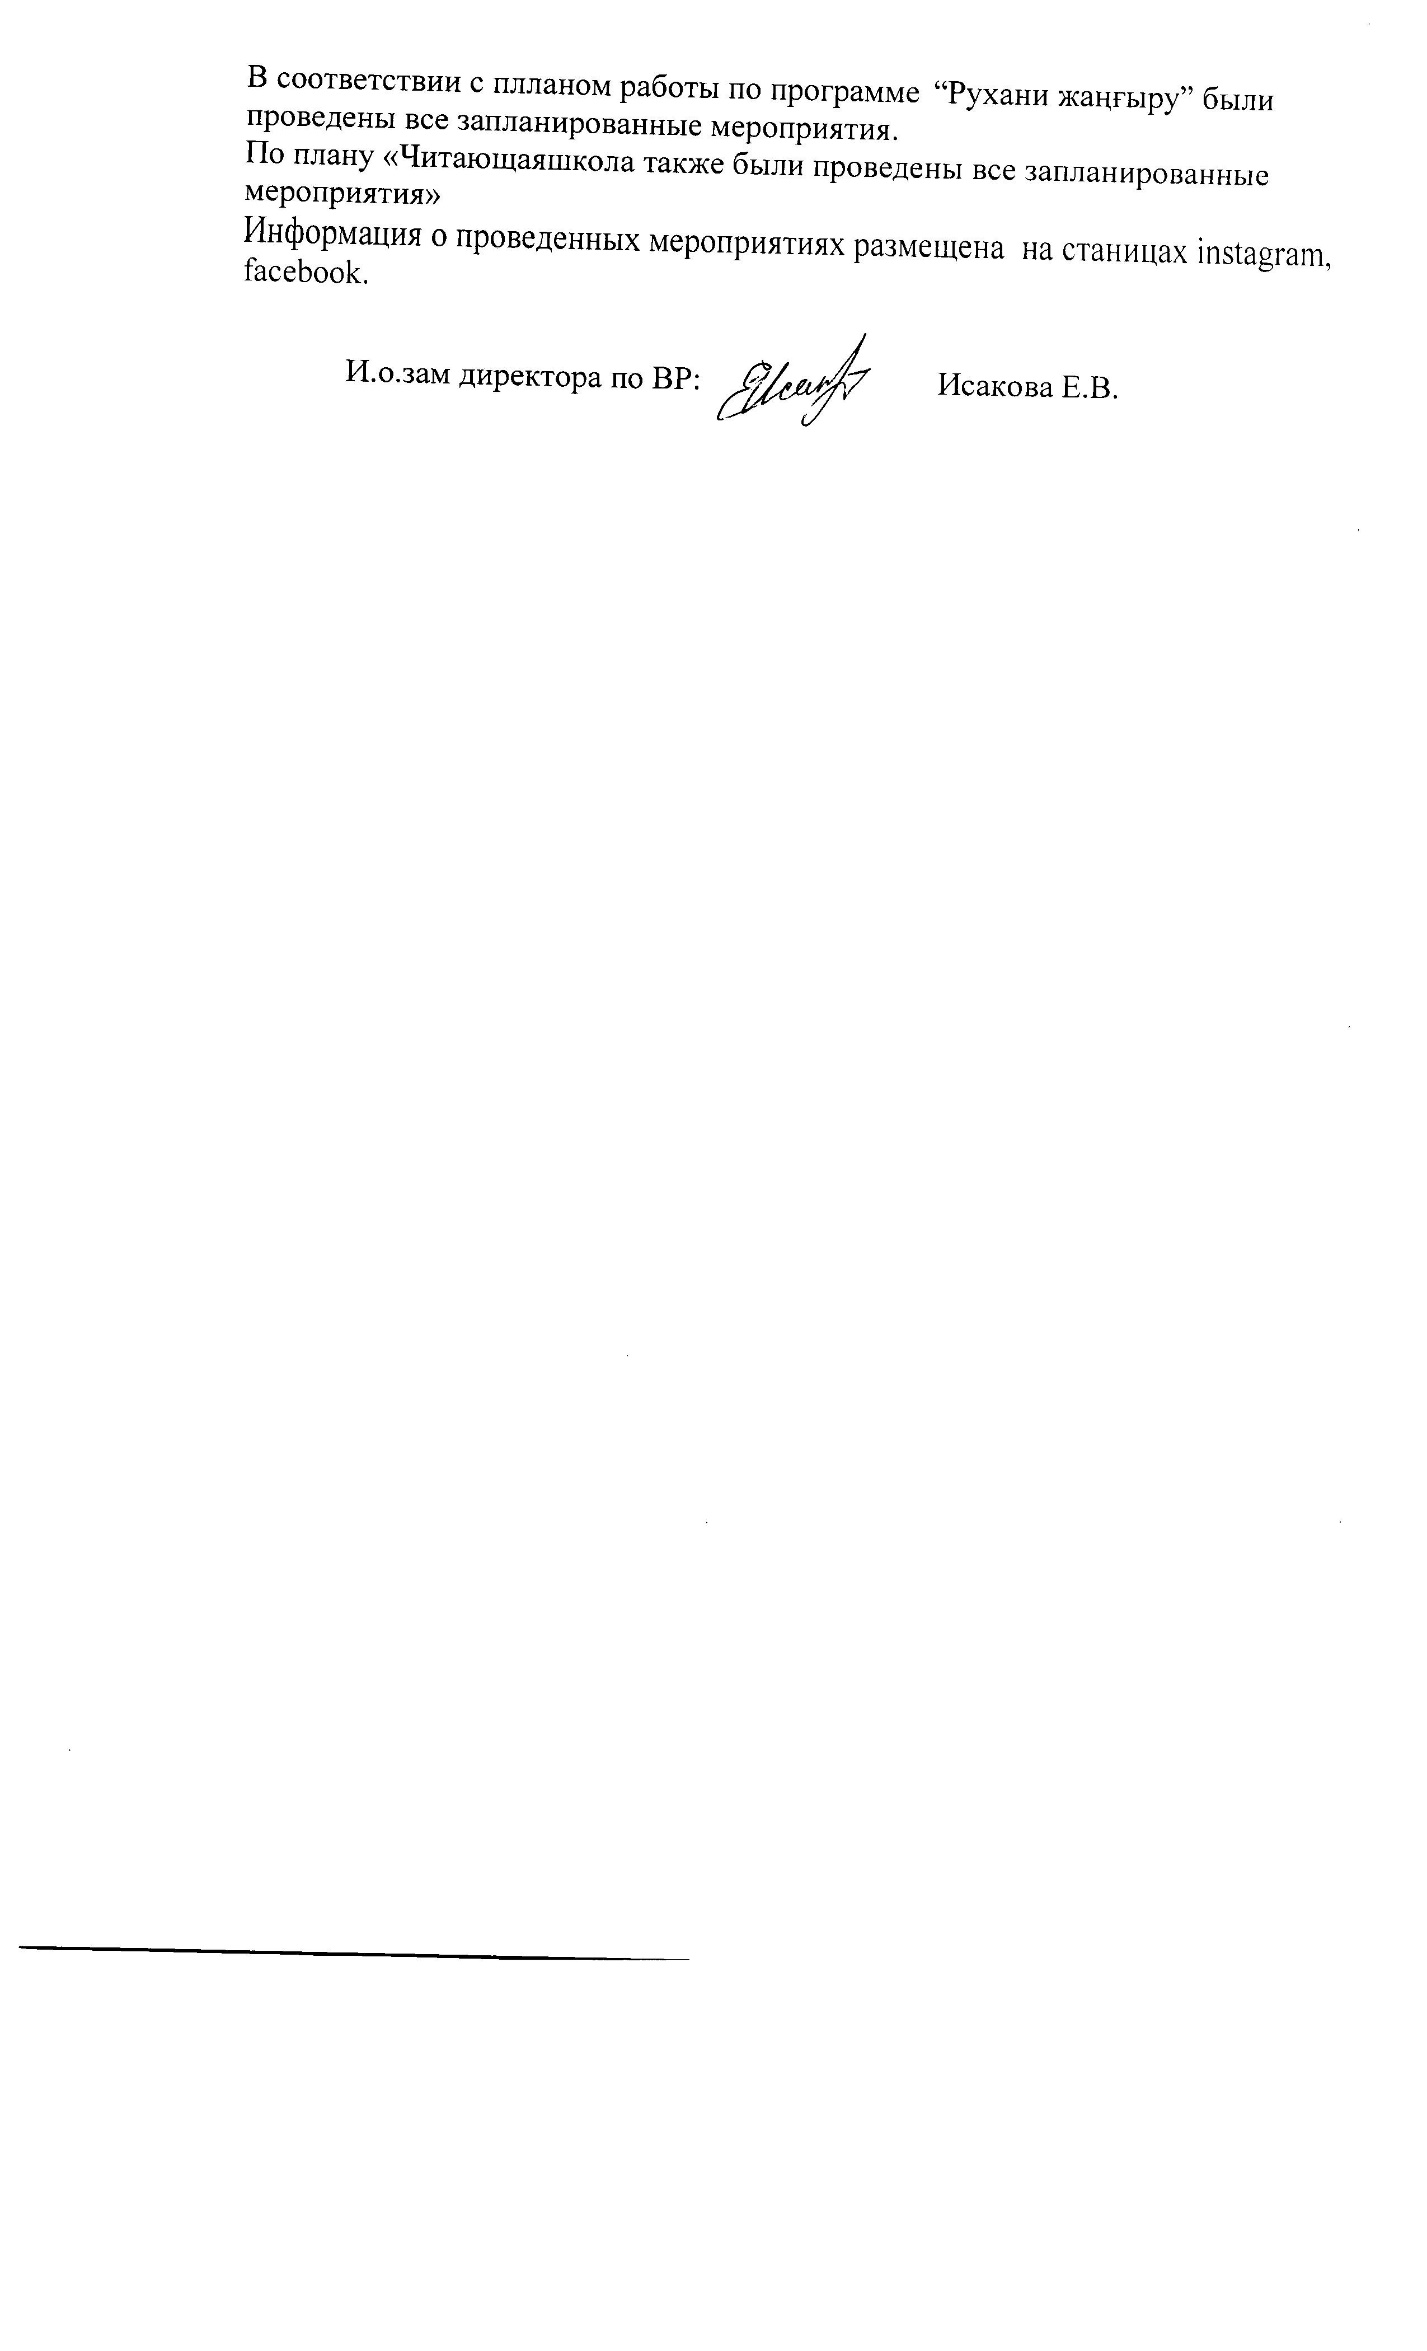 В соответствии с плланом работы по программе “Рухани жаңғыру” были
проведены все запланированные мероприятия.
По плану «Читающаяшкола также были проведены все запланированные
мероприятия»
Информация о проведенных мероприятиях размещена на станицах instagram,
facebook.
И.о.зам директора по ВР: Исакова Е.В.